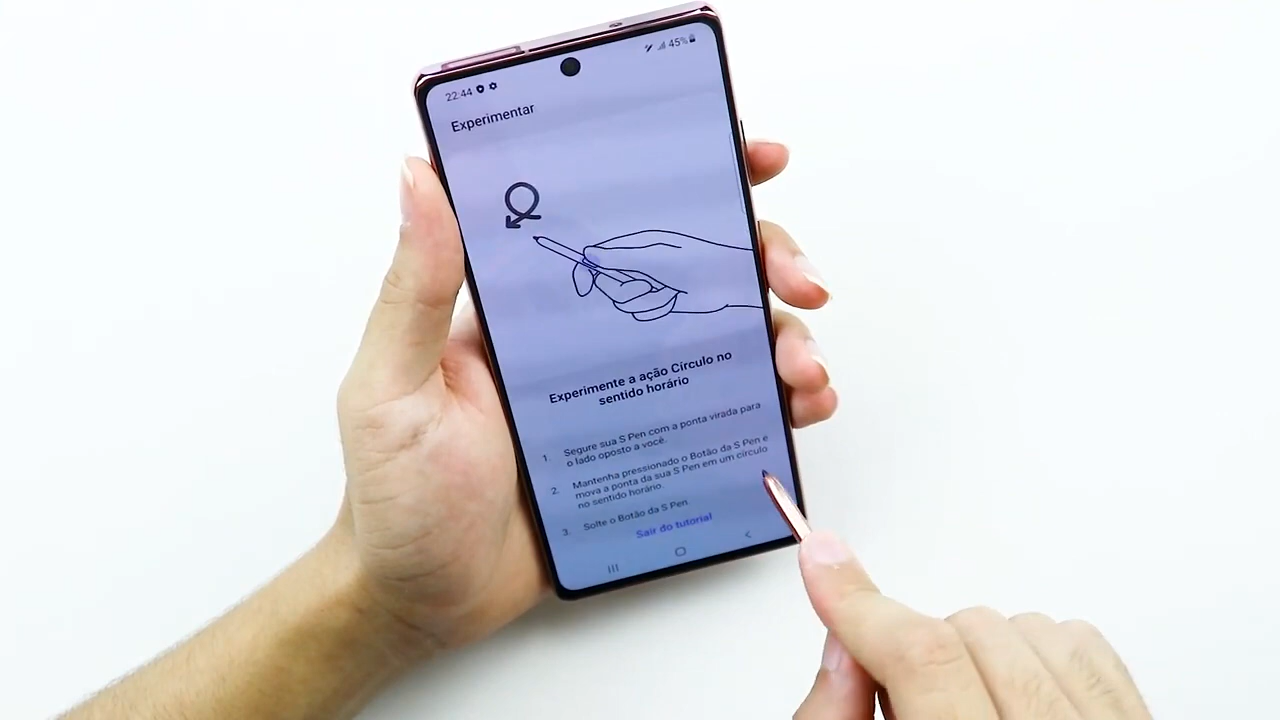 22:44
45%
Experimentar
Experimente a ação Círculo no
sentido horário
1. Segure sua S Pen com a ponta virada para
o lado oposto a você.
2. Mantenha pressionado o Botão da S Pen e
mova a ponta da sua S Pen em um círculo
no sentido horário.
3. Solte o Botão da S Pen.
Sair do tutorial